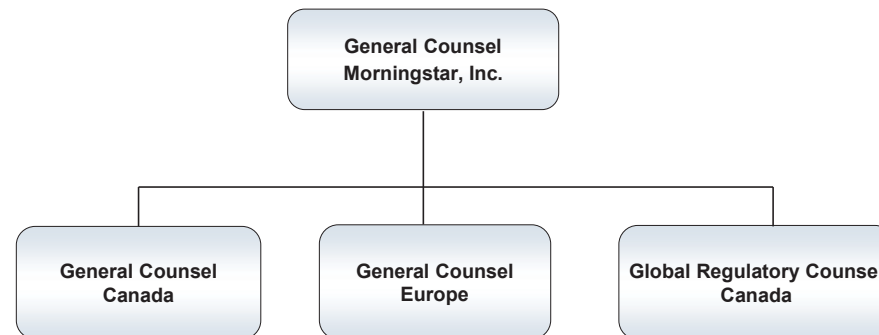 General Counsel
Morningstar, Inc.
General Counsel
Canada
General Counsel
Europe
Global Regulatory Counse
Canada